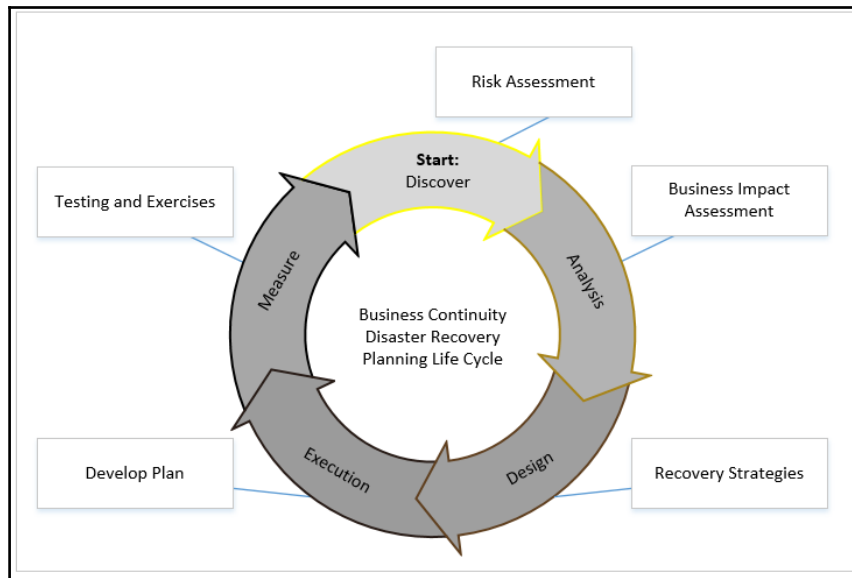 Risk Assessment
Start:
Discover
Business Impact
Assessment
Testing and Exercises
Analysis
Measure
Business Continuity
Disaster Recovery
Planning Life Cycle
Develop Plan
Execution
Design
Recovery Strategies